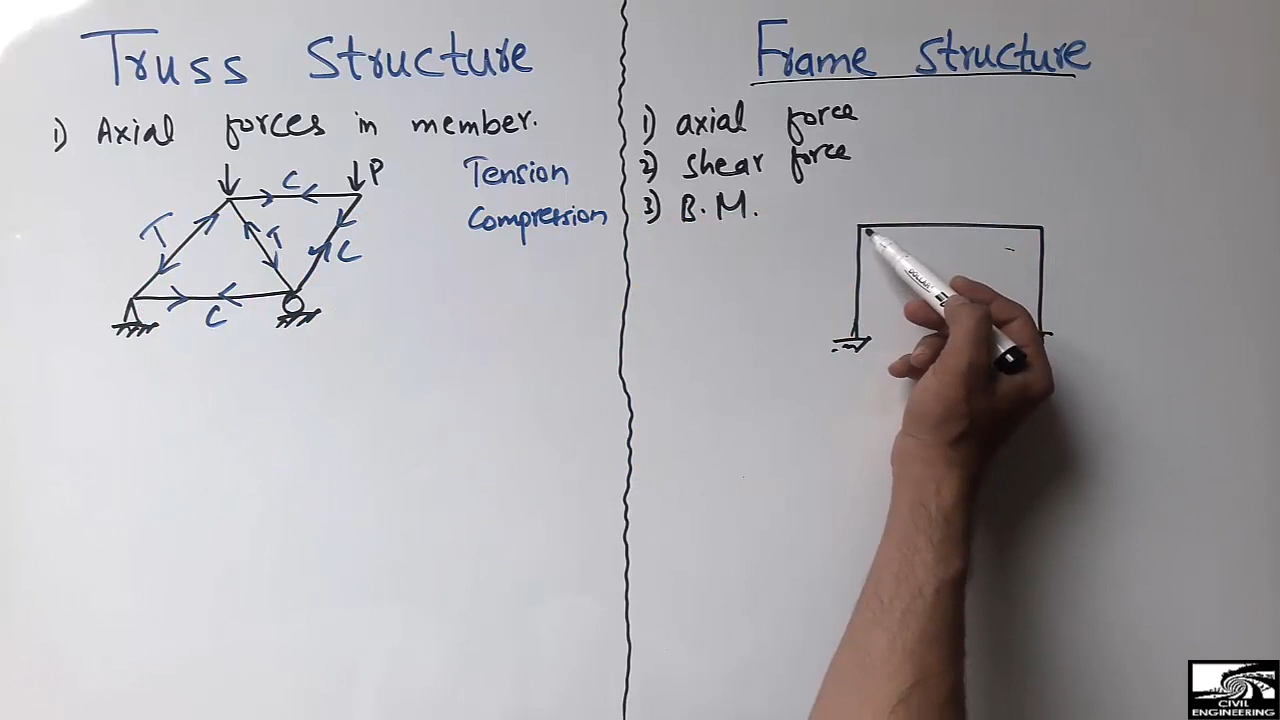 Truss Structure
1) Axial forces in member.
Tension
Compression
P
C
T
T
C
C
Frame structure
1) axial force
2) shear force
3) B.M.
DOLLAR
CIVIL
ENGINEERING